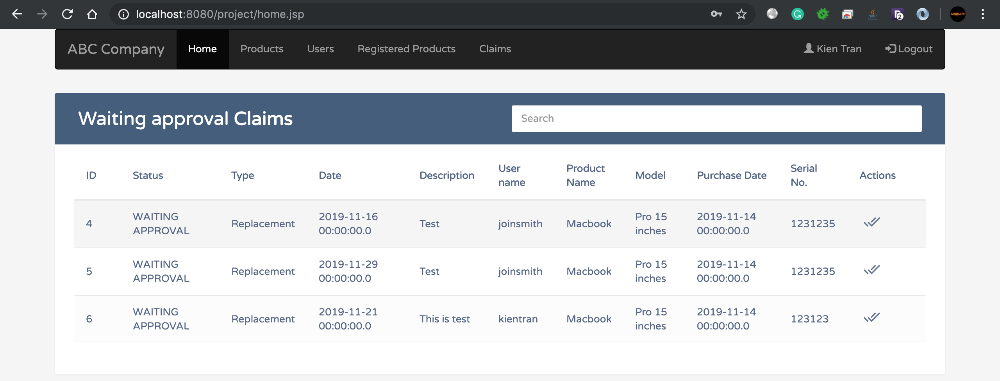 localhost:8080/project/home.jsp
2
ABC Company Home Products Users Registered Products Claims Kien Tran Logout
Waiting approval Claims Search
ID Status Type Date Description User name Product Name Model Purchase Date Serial No. Actions
4 WAITING APPROVAL Replacement 2019-11-16 00:00:00.0 Test joinsmith Macbook Pro 15 inches 2019-11-14 00:00:00.0 1231235
5 WAITING APPROVAL Replacement 2019-11-29 00:00:00.0 Test joinsmith Macbook Pro 15 inches 2019-11-14 00:00:00.0 1231235
6 WAITING APPROVAL Replacement 2019-11-21 00:00:00.0 This is test kientran Macbook Pro 15 inches 2019-11-14 00:00:00.0 123123